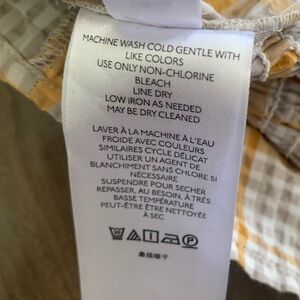 MACHINE WASH COLD GENTLE WITH
LIKE COLORS
USE ONLY NON-CHLORINE
BLEACH
LINE DRY
LOW IRON AS NEEDED
MAY BE DRY CLEANED
LAVER À LA MACHINE À L'EAU
FROIDE AVEC COULEURS
SIMILAIRES CYCLE DÉLICAT
UTILISER UN AGENT DE
BLANCHIMENT SANS CHLORE SI
NÉCESSAIRE
SUSPENDRE POUR SÉCHER
REPASSER, AU BESOIN, À TRÈS
BASSE TEMPÉRATURE
PEUT-ÊTRE ÊTRE NETTOYÉE
À SEC